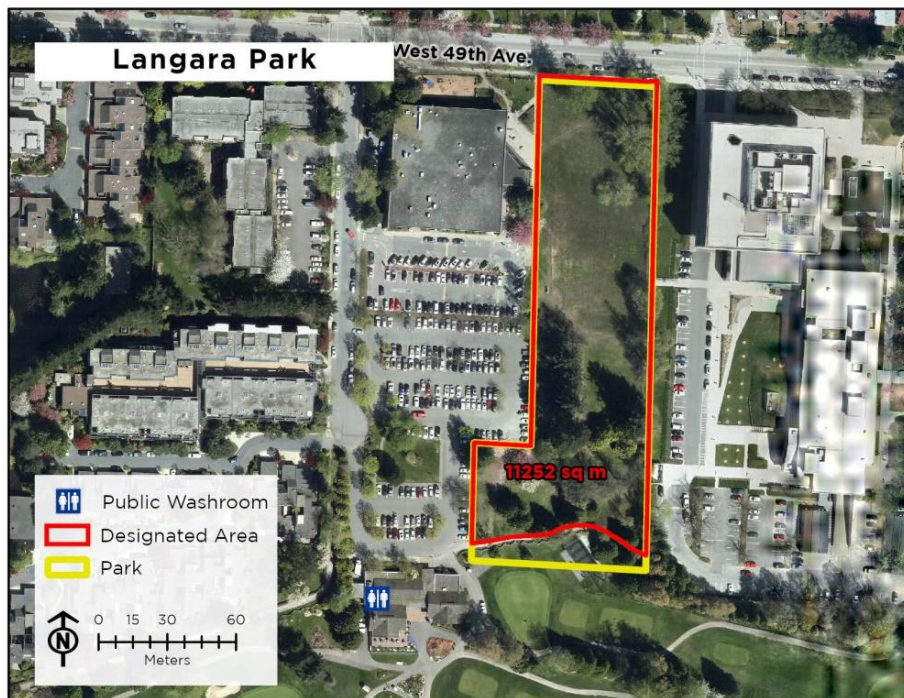 Langara Park
West 49th Ave.
11252 sq m
Public Washroom
Designated Area
Park
N
0 15 30 60
Meters